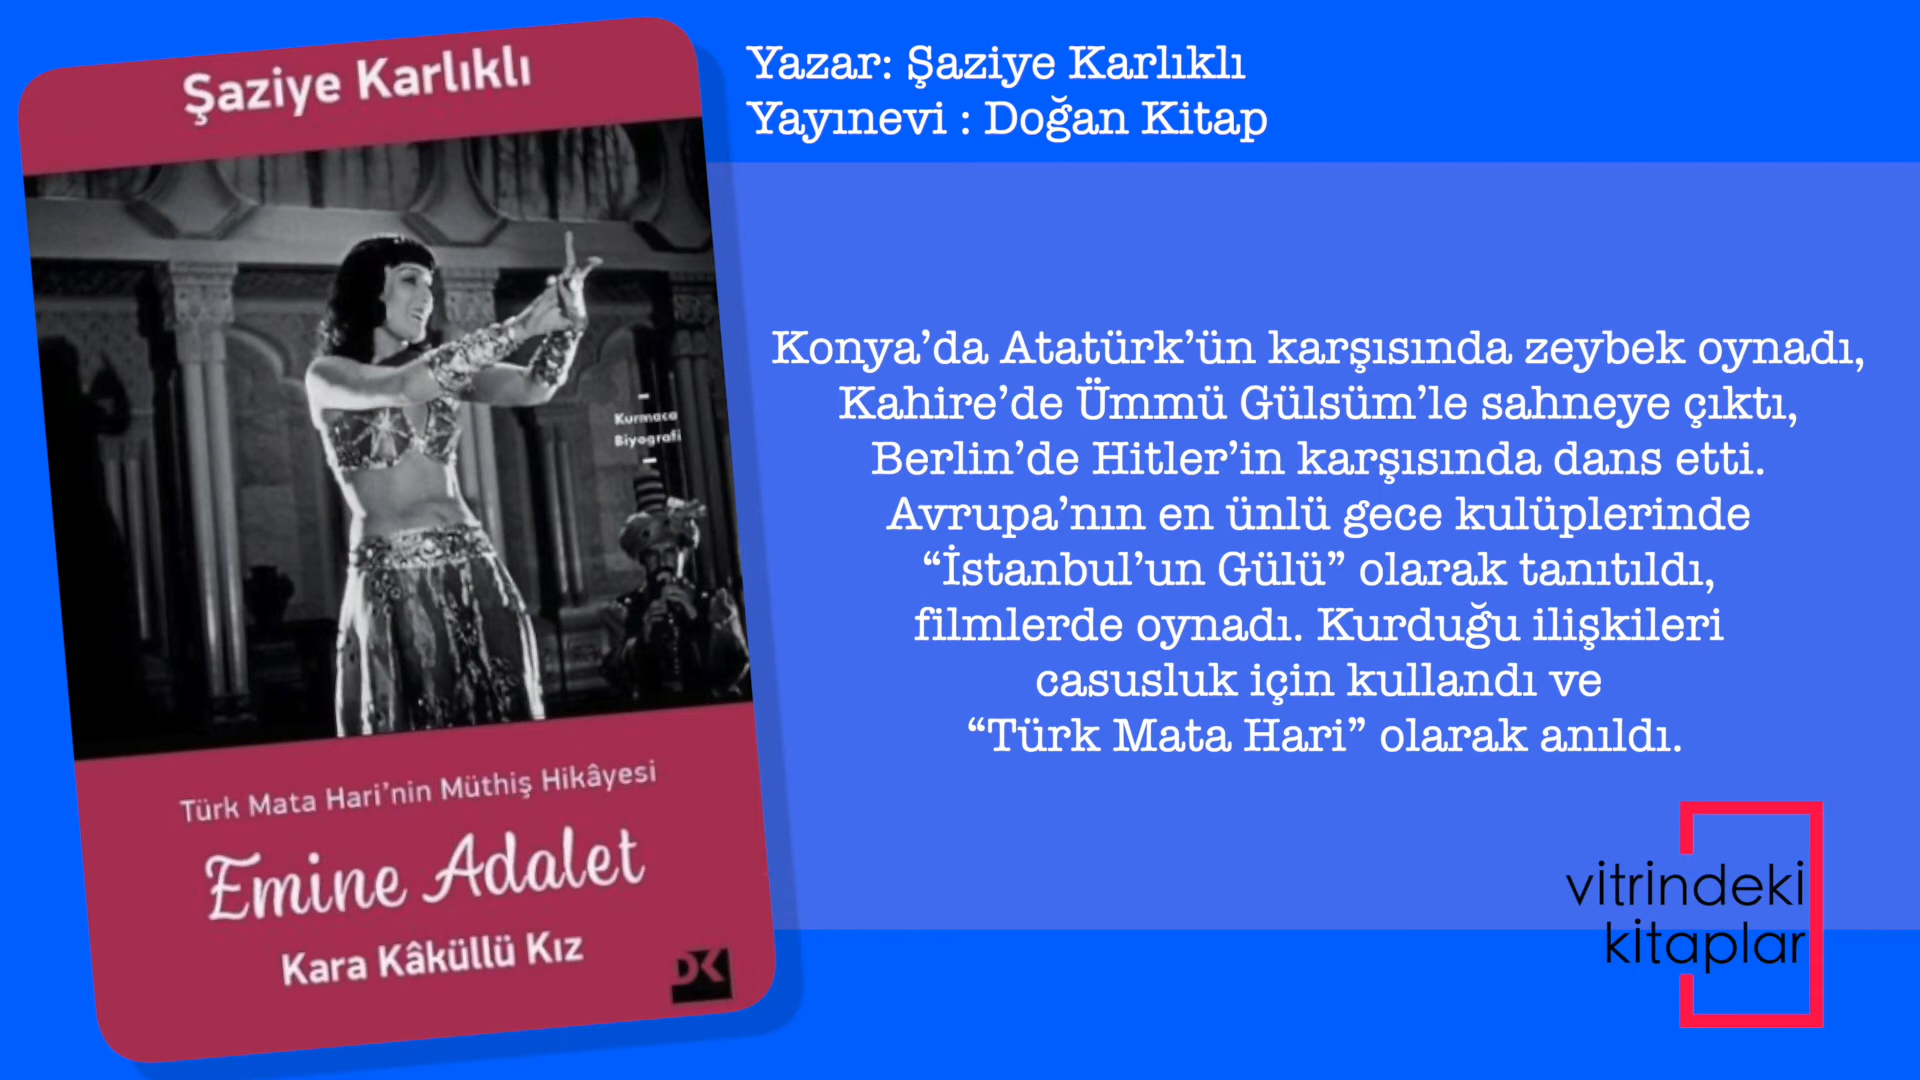 Şaziye Karlıklı
Kurmaca
Biyografi
Türk Mata Hari'nin Müthiş Hikâyesi
Emine Adalet
Kara Kâküllü Kız
DK
Yazar: Şaziye Karlıklı
Yayınevi : Doğan Kitap
Konya’da Atatürk’ün karşısında zeybek oynadı,
Kahire’de Ümmü Gülsüm’le sahneye çıktı,
Berlin’de Hitler’in karşısında dans etti.
Avrupa’nın en ünlü gece kulüplerinde
“İstanbul’un Gülü” olarak tanıtıldı,
filmlerde oynadı. Kurduğu ilişkileri
casusluk için kullandı ve
“Türk Mata Hari” olarak anıldı.
vitrindeki
kitaplar